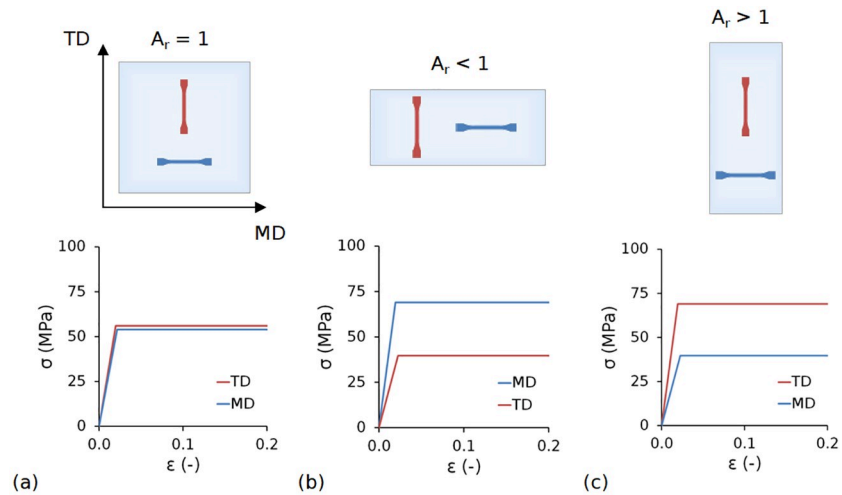 TD
A_r = 1
MD
A_r < 1
A_r > 1
σ (MPa)
100
75
50
25
0
0.0 0.1 0.2
ε (-)
TD
MD
(a)
σ (MPa)
100
75
50
25
0
0.0 0.1 0.2
ε (-)
MD
TD
(b)
σ (MPa)
100
75
50
25
0
0.0 0.1 0.2
ε (-)
TD
MD
(c)